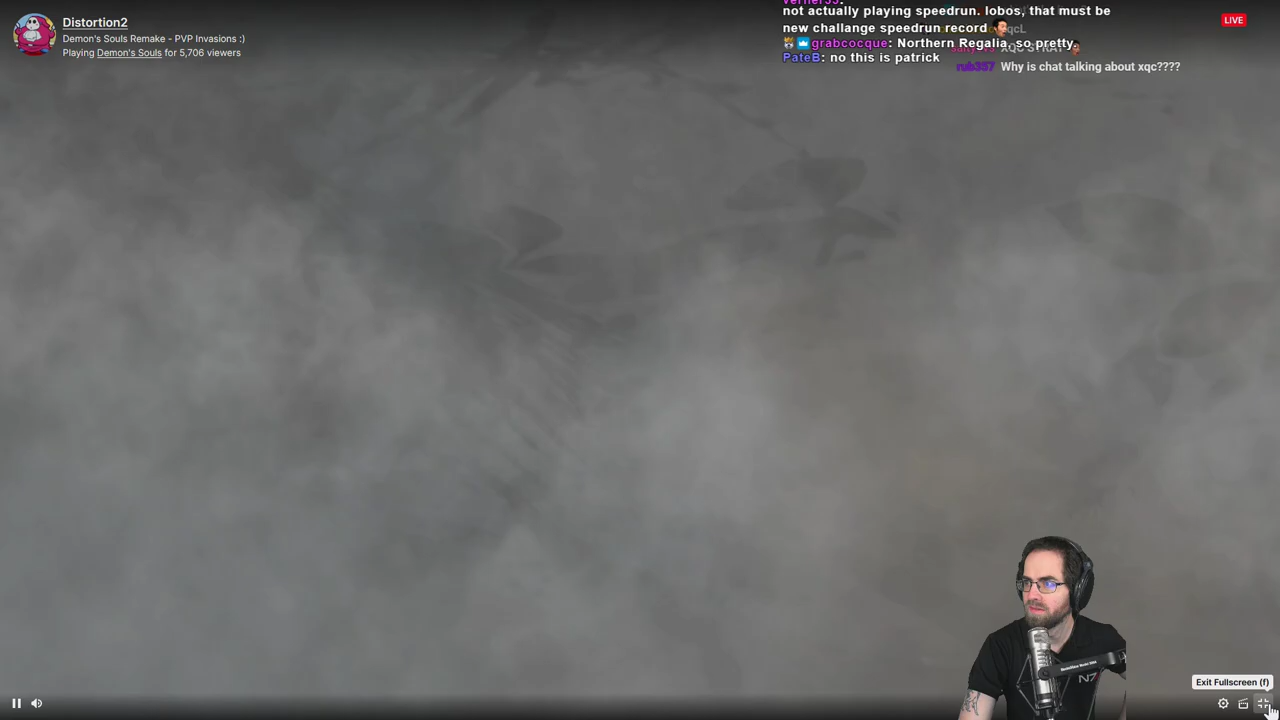 Distortion2
Demon's Souls Remake - PVP Invasions :)
Playing Demon's Souls for 5,706 viewers
not actually playing speedrun. lobos, that must be
new challange speedrun record
grabcocque: Northern Regalia, so pretty.
PateB: no this is patrick
rub357 Why is chat talking about xqc????
LIVE
N7
Exit Fullscreen (f)